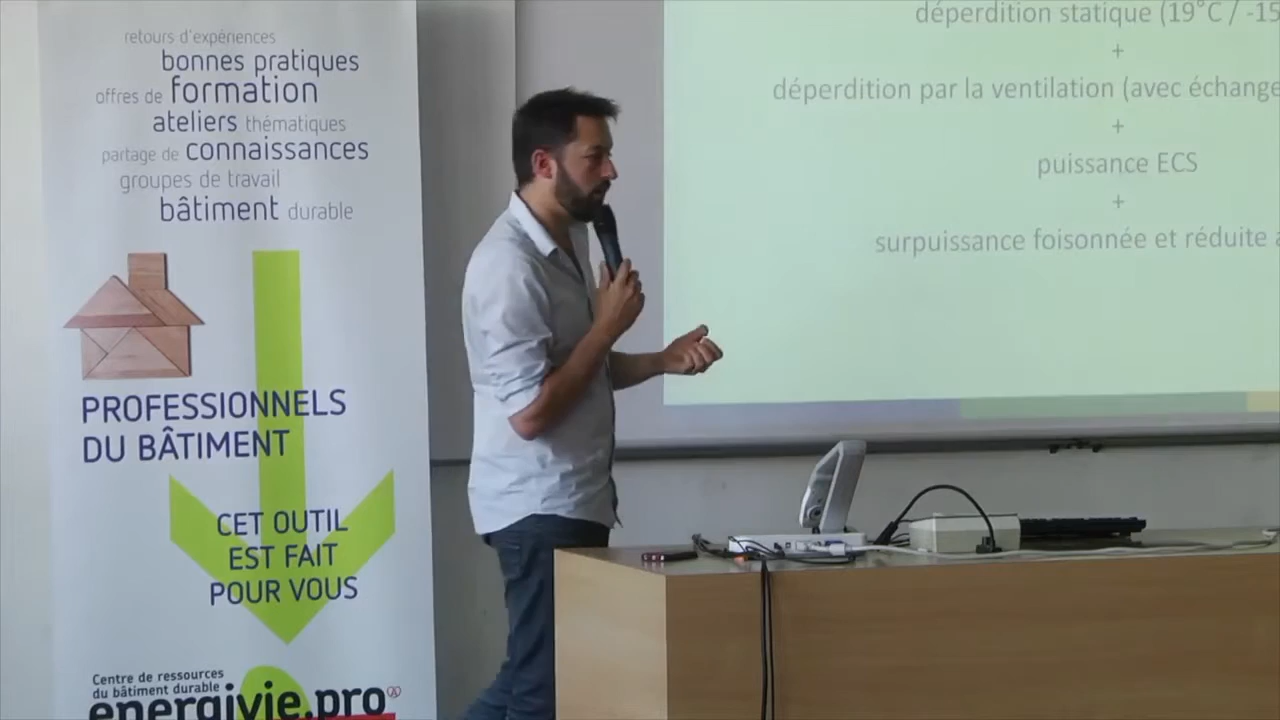 retours d'expériences
bonnes pratiques
offres de formation
ateliers thématiques
partage de connaissances
groupes de travail
bâtiment durable
PROFESSIONNELS
DU BÂTIMENT
CET OUTIL
EST FAIT
POUR VOUS
Centre de ressources
du bâtiment durable
energivie.pro
déperdition statique (19°C / -15
+
déperdition par la ventilation (avec échange
+
puissance ECS
+
surpuissance foisonnée et réduite a